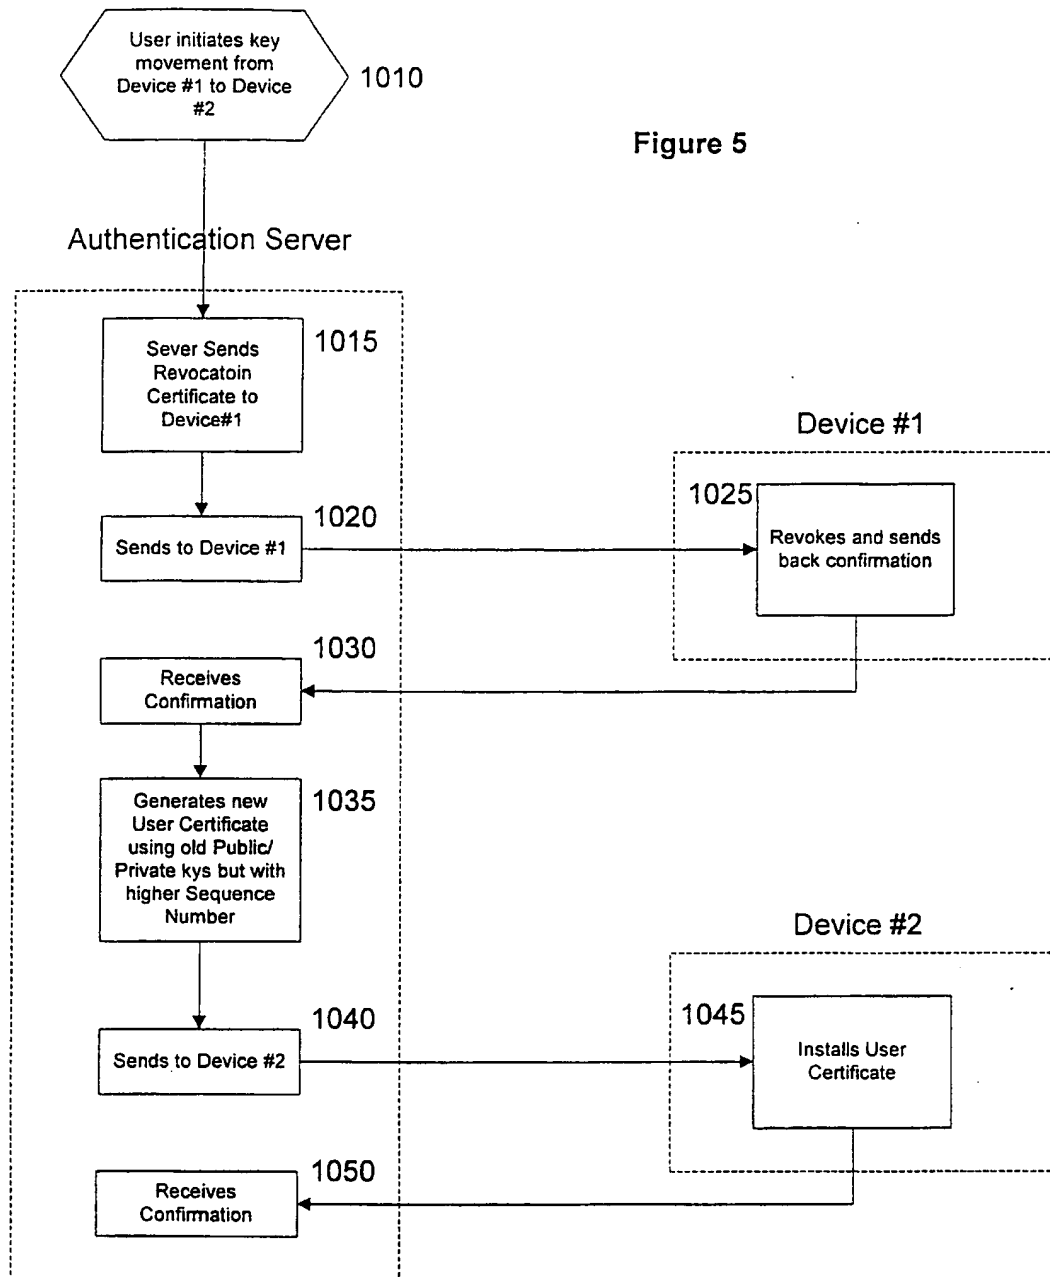 User initiates key
movement from
Device #1 to Device
#2
1010
Figure 5
Authentication Server
Sever Sends
Revocatoin
Certificate to
Device#1
1015
Sends to Device #1
1020
Device #1
1025
Revokes and sends
back confirmation
Receives
Confirmation
1030
Generates new
User Certificate
using old Public/
Private kys but with
higher Sequence
Number
1035
Sends to Device #2
1040
Device #2
1045
Installs User
Certificate
Receives
Confirmation
1050